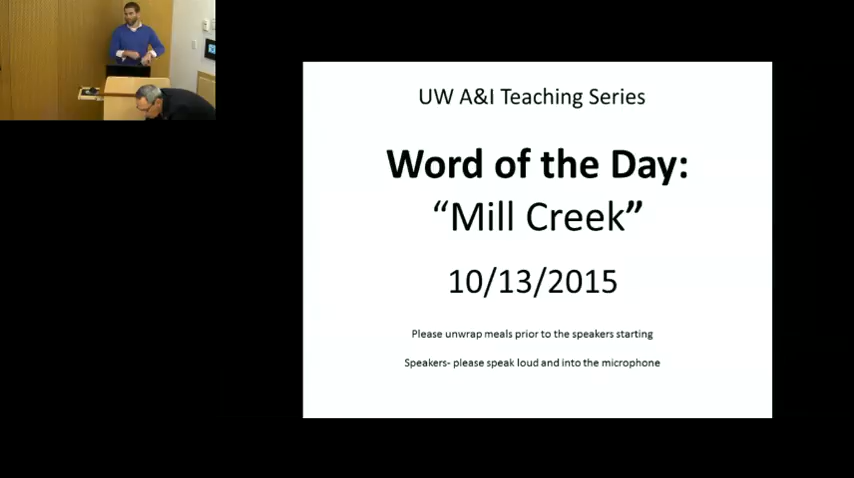 UW A&I Teaching Series
Word of the Day:
“Mill Creek”
10/13/2015
Please unwrap meals prior to the speakers starting
Speakers- please speak loud and into the microphone